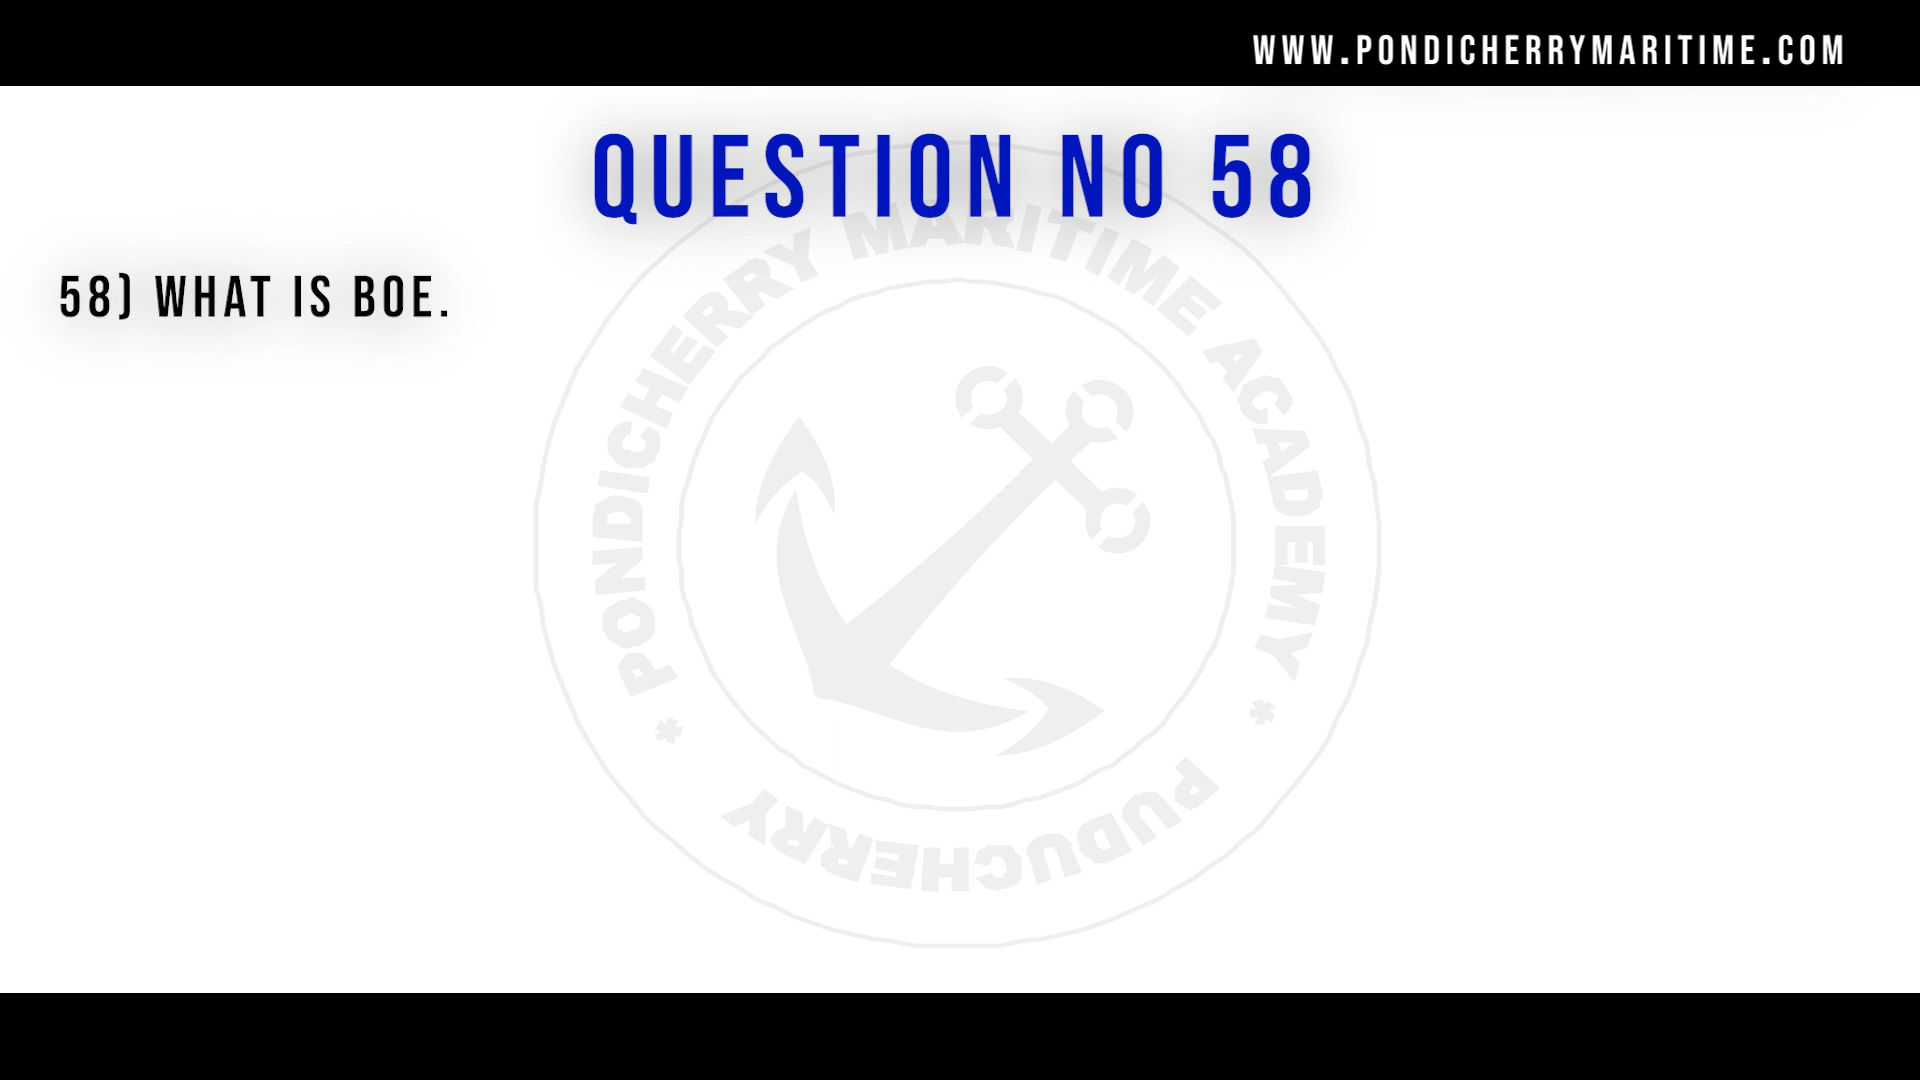 WWW.PONDICHERRYMARITIME.COM
QUESTION NO 58
58) WHAT IS BOE.
PONDICHERRY MARITIME ACADEMY
* PUDUCHERRY *